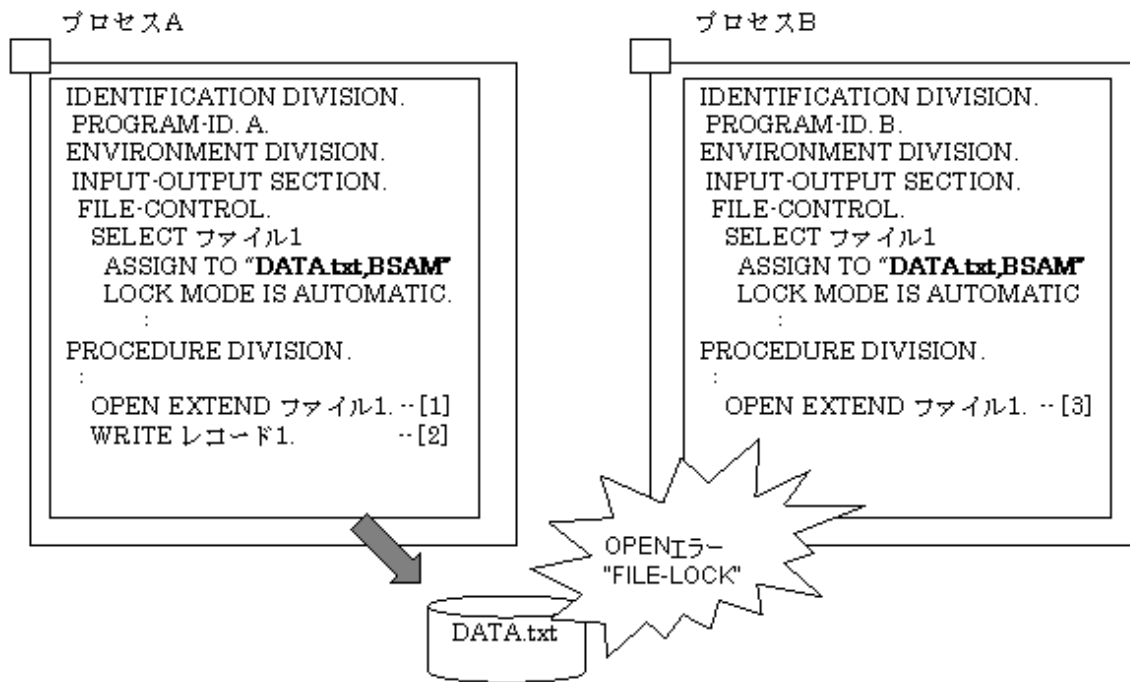 プロセスA
IDENTIFICATION DIVISION.
PROGRAM-ID. A.
ENVIRONMENT DIVISION.
INPUT-OUTPUT SECTION.
FILE-CONTROL.
SELECT ファイル1
ASSIGN TO “DATA.txt,BSAM”
LOCK MODE IS AUTOMATIC.
:
PROCEDURE DIVISION.
:
OPEN EXTEND ファイル1. --[1]
WRITE レコード1. --[2]
プロセスB
IDENTIFICATION DIVISION.
PROGRAM-ID. B.
ENVIRONMENT DIVISION.
INPUT-OUTPUT SECTION.
FILE-CONTROL.
SELECT ファイル1
ASSIGN TO “DATA.txt,BSAM”
LOCK MODE IS AUTOMATIC
:
PROCEDURE DIVISION.
:
OPEN EXTEND ファイル1. --[3]
OPENエラー
"FILE-LOCK"
DATA.txt